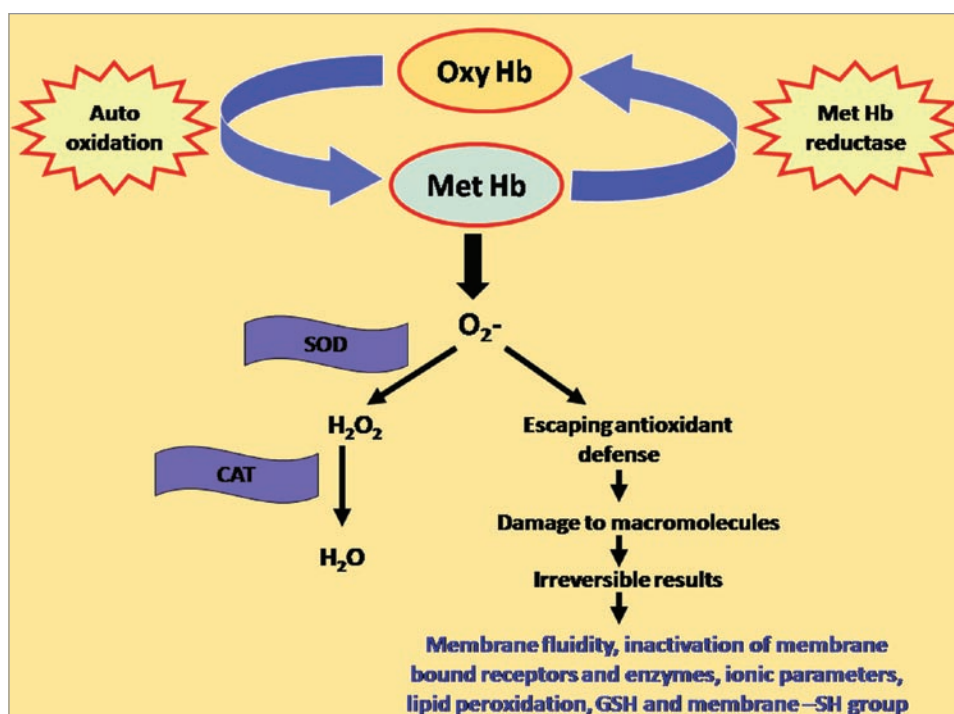 Oxy Hb
Auto
oxidation
Met Hb
reductase
Met Hb
O₂-
SOD
H₂O₂
Escaping antioxidant
defense
CAT
Damage to macromolecules
H₂O
Irreversible results
Membrane fluidity, inactivation of membrane
bound receptors and enzymes, ionic parameters,
lipid peroxidation, GSH and membrane –SH group